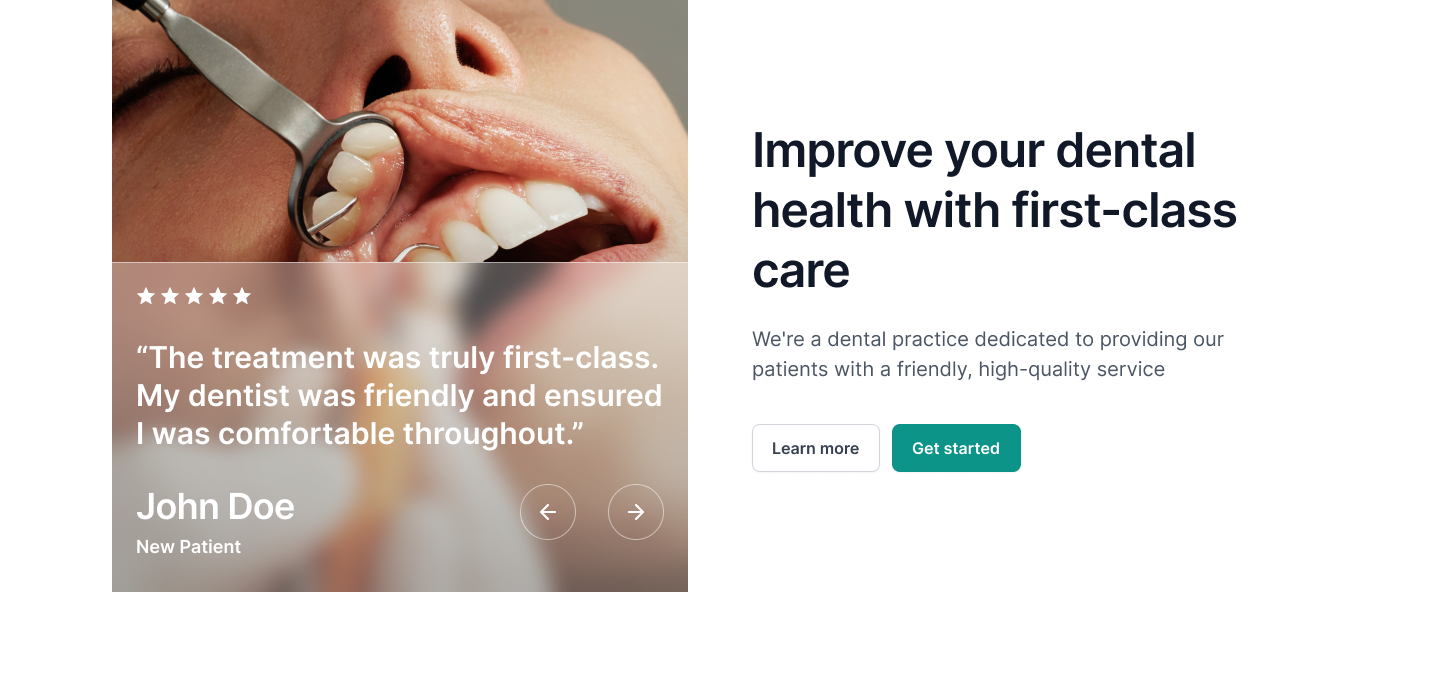 “The treatment was truly first-class.
My dentist was friendly and ensured
I was comfortable throughout.”
John Doe
New Patient
Improve your dental
health with first-class
care
We're a dental practice dedicated to providing our
patients with a friendly, high-quality service
Learn more
Get started